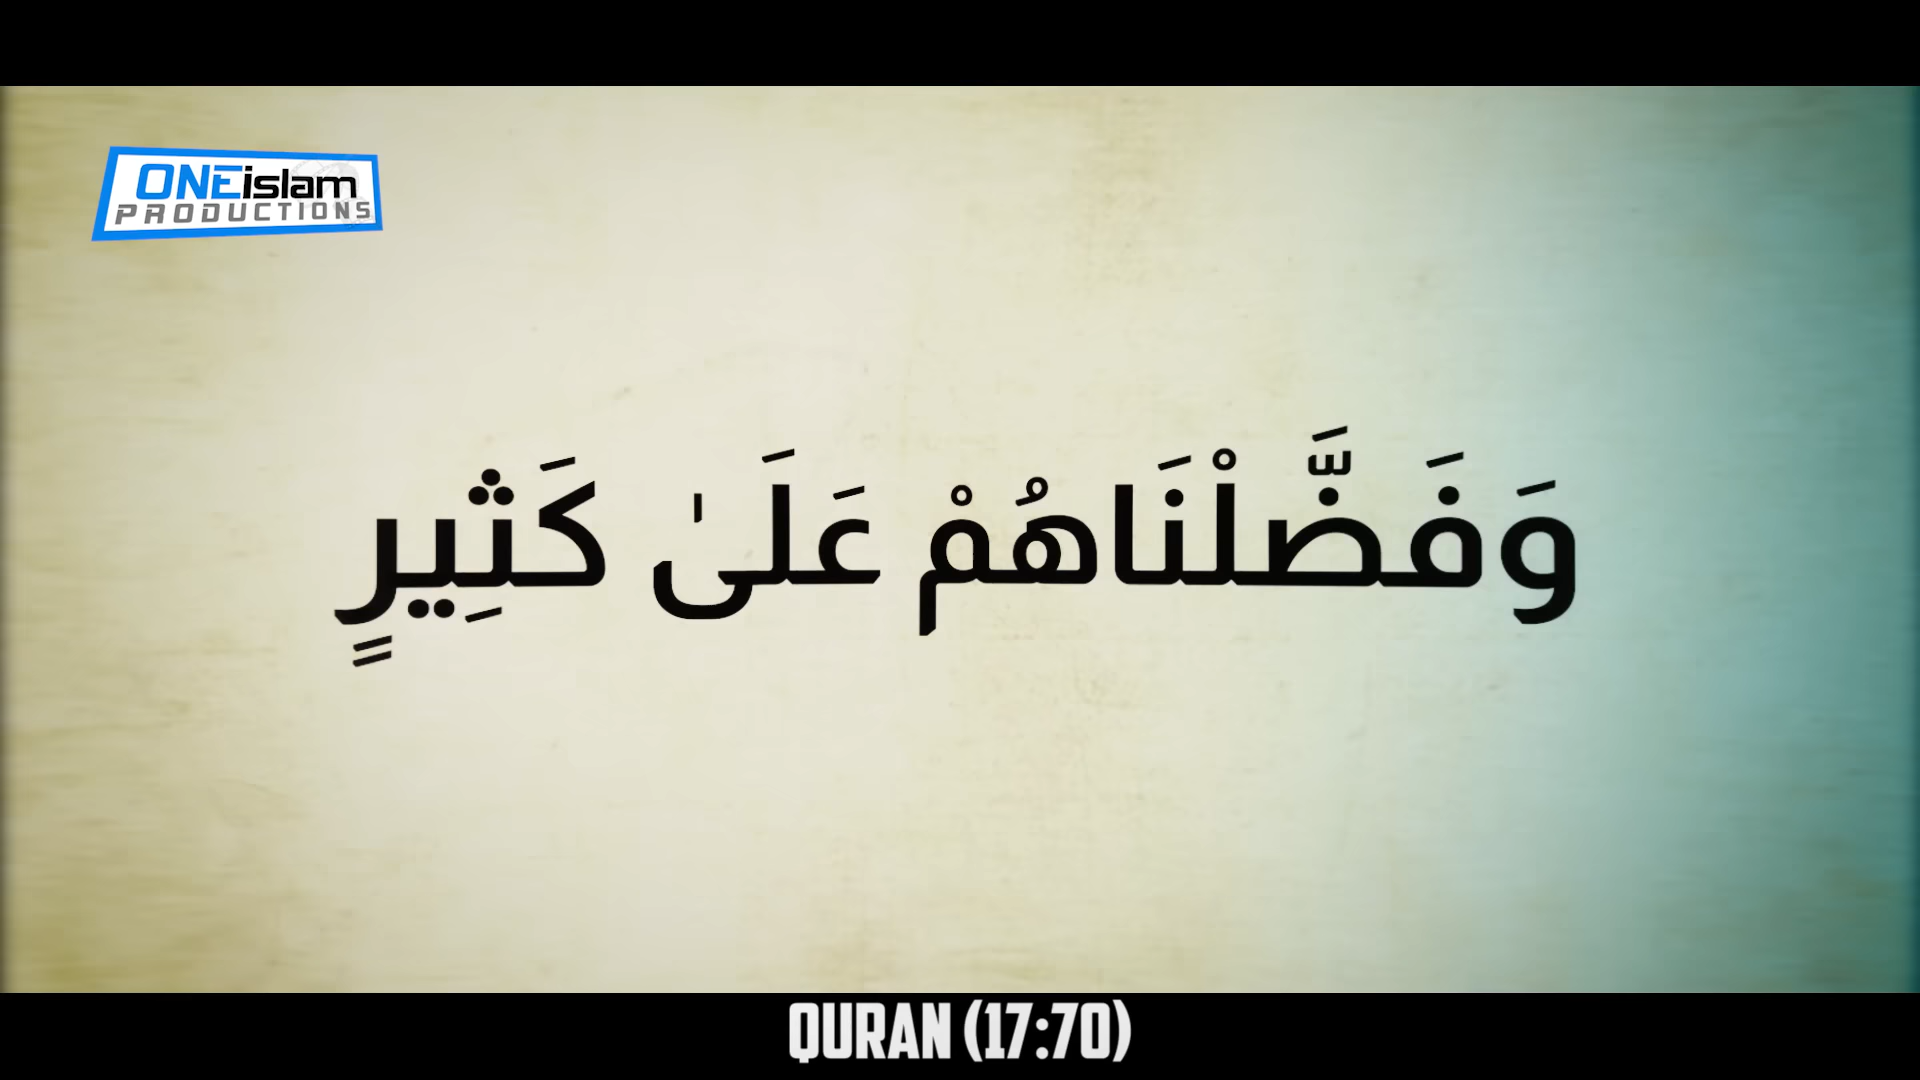 ONEislam
PRODUCTIONS
وَفَضَّلْنَاهُمْ عَلَىٰ كَثِيرٍ
QURAN (17:70)